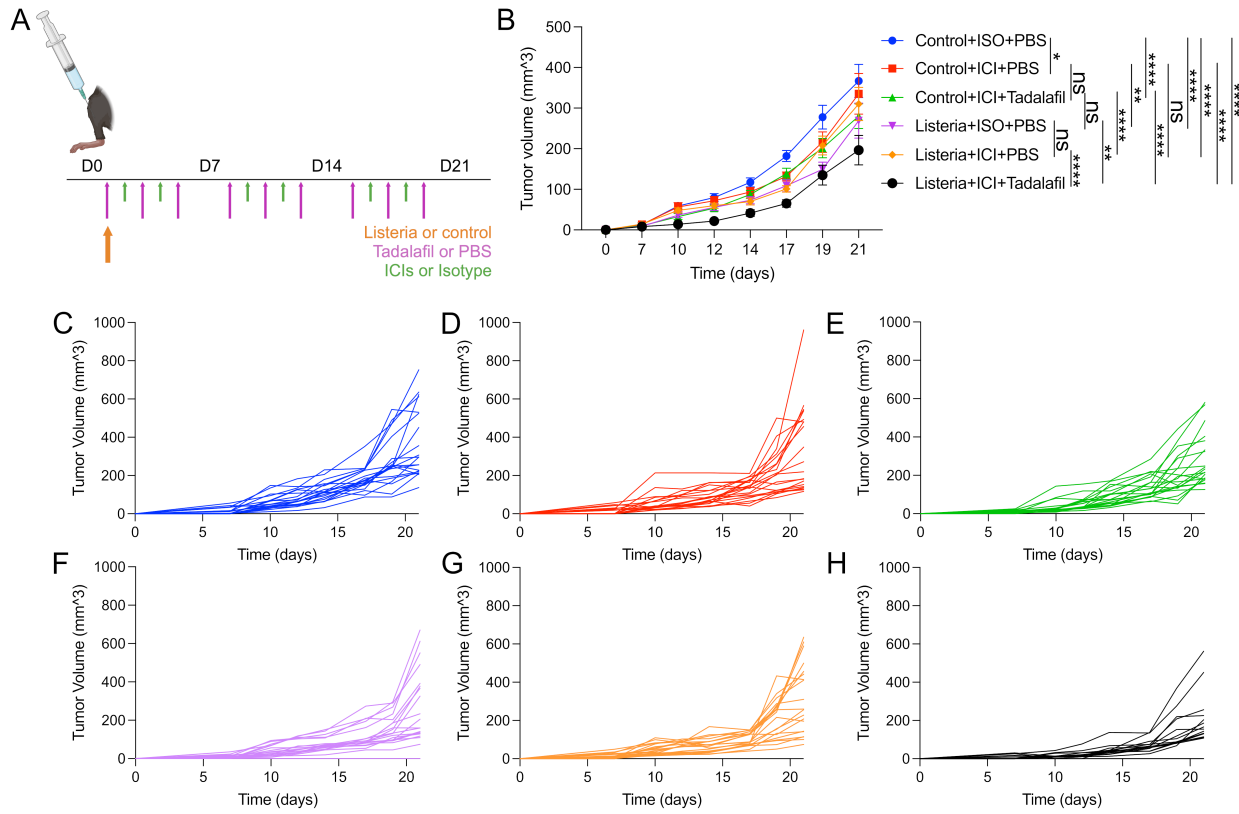 A
D0 D7 D14 D21
Listeria or control
Tadalafil or PBS
ICIs or Isotype
B
Tumor volume (mm^3)
500
400
300
200
100
0
0 7 10 12 14 17 19 21
Time (days)
Control+ISO+PBS
Control+ICI+PBS
Control+ICI+Tadalafil
Listeria+ISO+PBS
Listeria+ICI+PBS
Listeria+ICI+Tadalafil
*
ns
ns
ns
****
**
****
**
****
****
ns
****
****
****
****
C
Tumor Volume (mm^3)
1000
800
600
400
200
0
0 5 10 15 20
Time (days)
D
Tumor Volume (mm^3)
1000
800
600
400
200
0
0 5 10 15 20
Time (days)
E
Tumor Volume (mm^3)
1000
800
600
400
200
0
0 5 10 15 20
Time (days)
F
Tumor Volume (mm^3)
1000
800
600
400
200
0
0 5 10 15 20
Time (days)
G
Tumor Volume (mm^3)
1000
800
600
400
200
0
0 5 10 15 20
Time (days)
H
Tumor Volume (mm^3)
1000
800
600
400
200
0
0 5 10 15 20
Time (days)